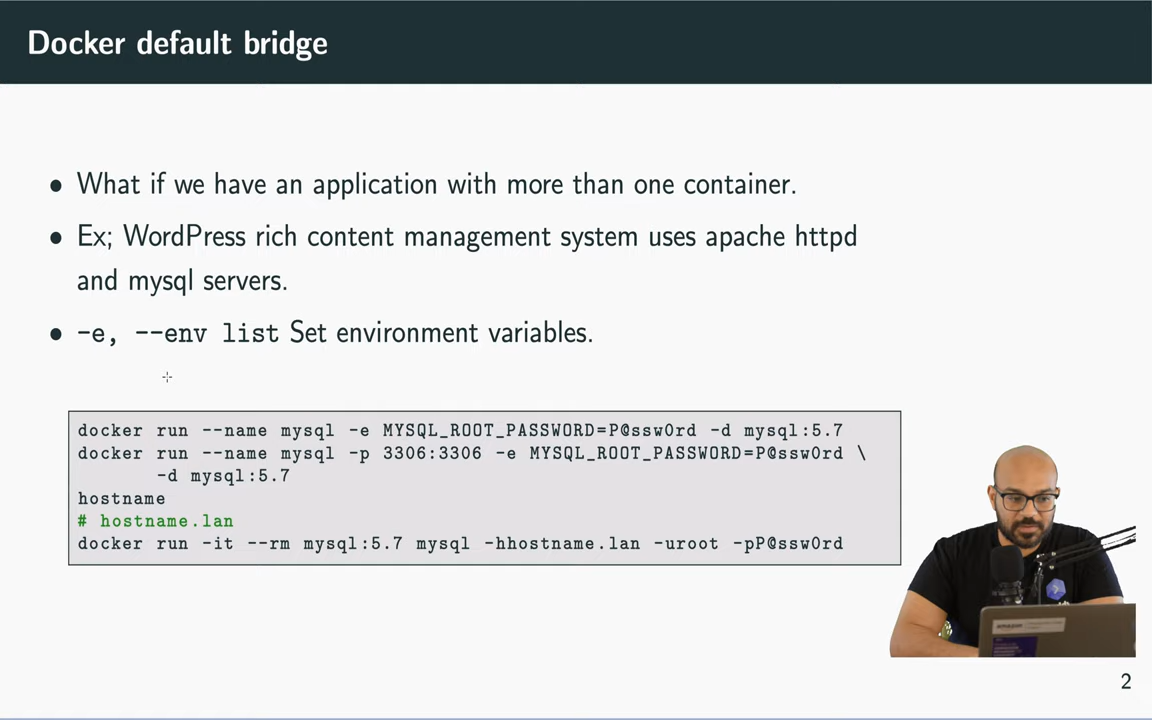 Docker default bridge
• What if we have an application with more than one container.
• Ex; WordPress rich content management system uses apache httpd
and mysql servers.
• -e, --env list Set environment variables.
docker run --name mysql -e MYSQL_ROOT_PASSWORD=P@ssw0rd -d mysql:5.7
docker run --name mysql -p 3306:3306 -e MYSQL_ROOT_PASSWORD=P@ssw0rd \
-d mysql:5.7
hostname
# hostname.lan
docker run -it --rm mysql:5.7 mysql -hhostname.lan -uroot -pP@ssw0rd
2